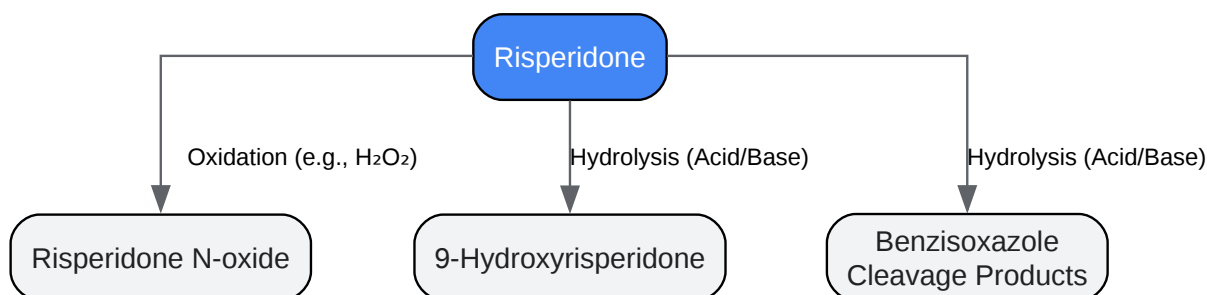 Risperidone
Oxidation (e.g., H₂O₂)
Hydrolysis (Acid/Base)
Hydrolysis (Acid/Base)
Risperidone N-oxide
9-Hydroxyrisperidone
Benzisoxazole
Cleavage Products